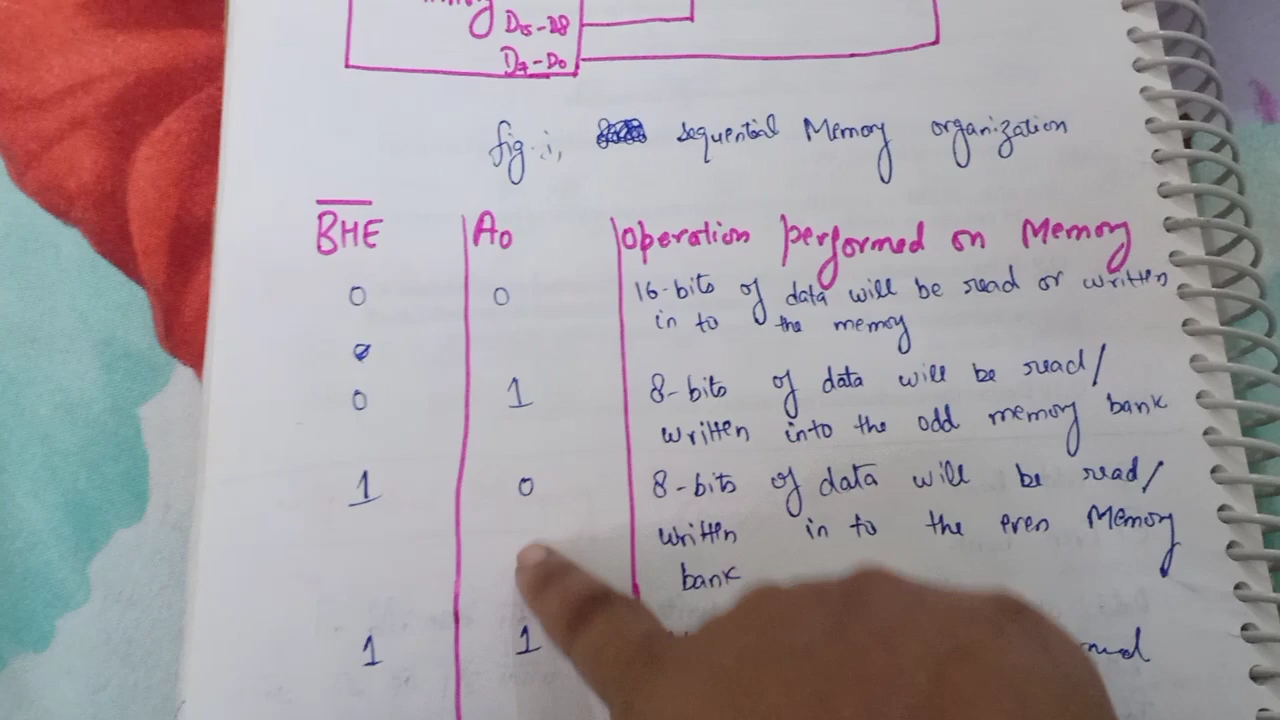 D15-D8
D7-D0
fig.i, sequential Memory organization
BHE A0 operation performed on Memory
0 0 16-bits of data will be read or written
in to the memoy
0
0 1 8-bits of data will be read/
written into the odd memory bank
1 0 8-bits of data will be read/
written in to the even Memory
bank
1 1